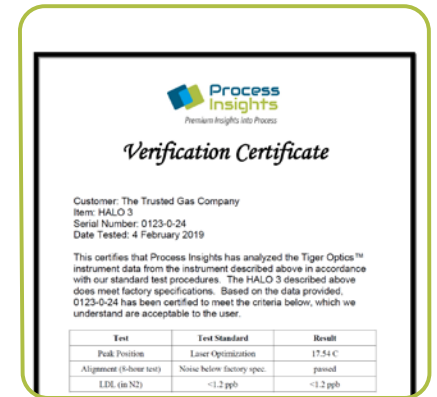 Process
Insights
Premium Insights into Process
Verification Certificate
Customer: The Trusted Gas Company
Item: HALO 3
Serial Number: 0123-0-24
Date Tested: 4 February 2019
This certifies that Process Insights has analyzed the Tiger Optics™
instrument data from the instrument described above in accordance
with our standard test procedures. The HALO 3 described above
does meet factory specifications. Based on the data provided,
0123-0-24 has been certified to meet the criteria below, which we
understand are acceptable to the user.
Test Test Standard Result
Peak Position Laser Optimization 17.54 C
Alignment (8-hour test) Noise below factory spec. passed
LDL (in N2) <1.2 ppb <1.2 ppb